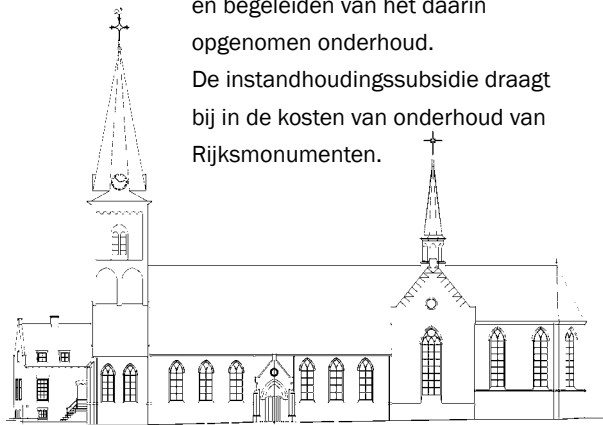 en begeleiden van het daarin
opgenomen onderhoud.
De instandhoudingssubsidie draagt
bij in de kosten van onderhoud van
Rijksmonumenten.